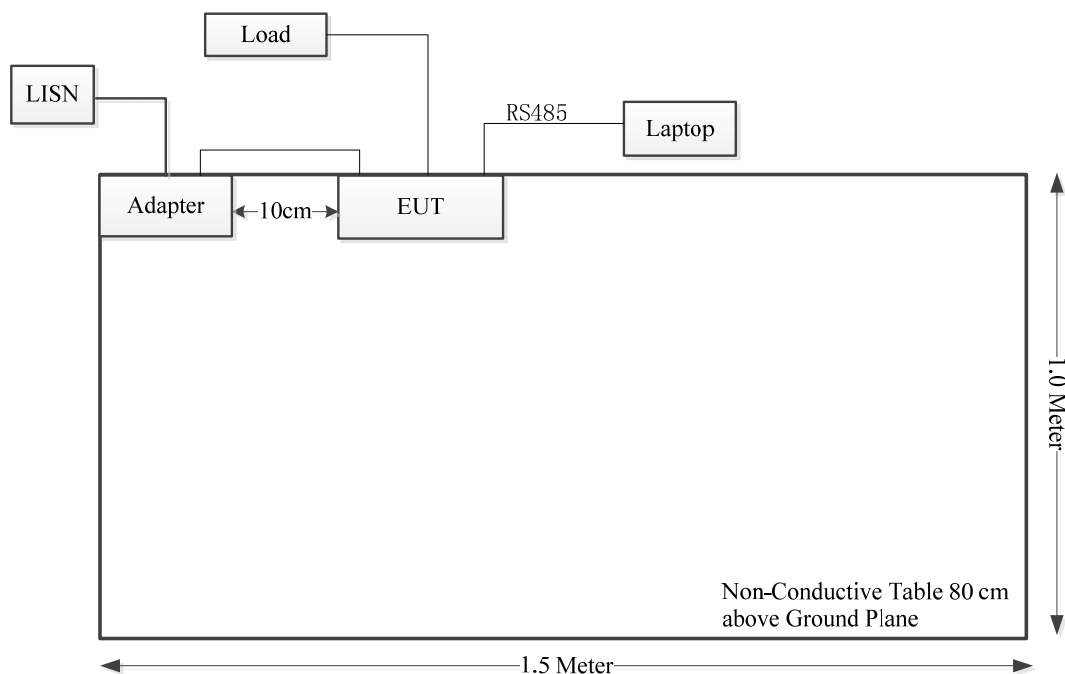 Load
LISN
RS485
Laptop
Adapter
10cm
EUT
1.0 Meter
Non-Conductive Table 80 cm
above Ground Plane
1.5 Meter